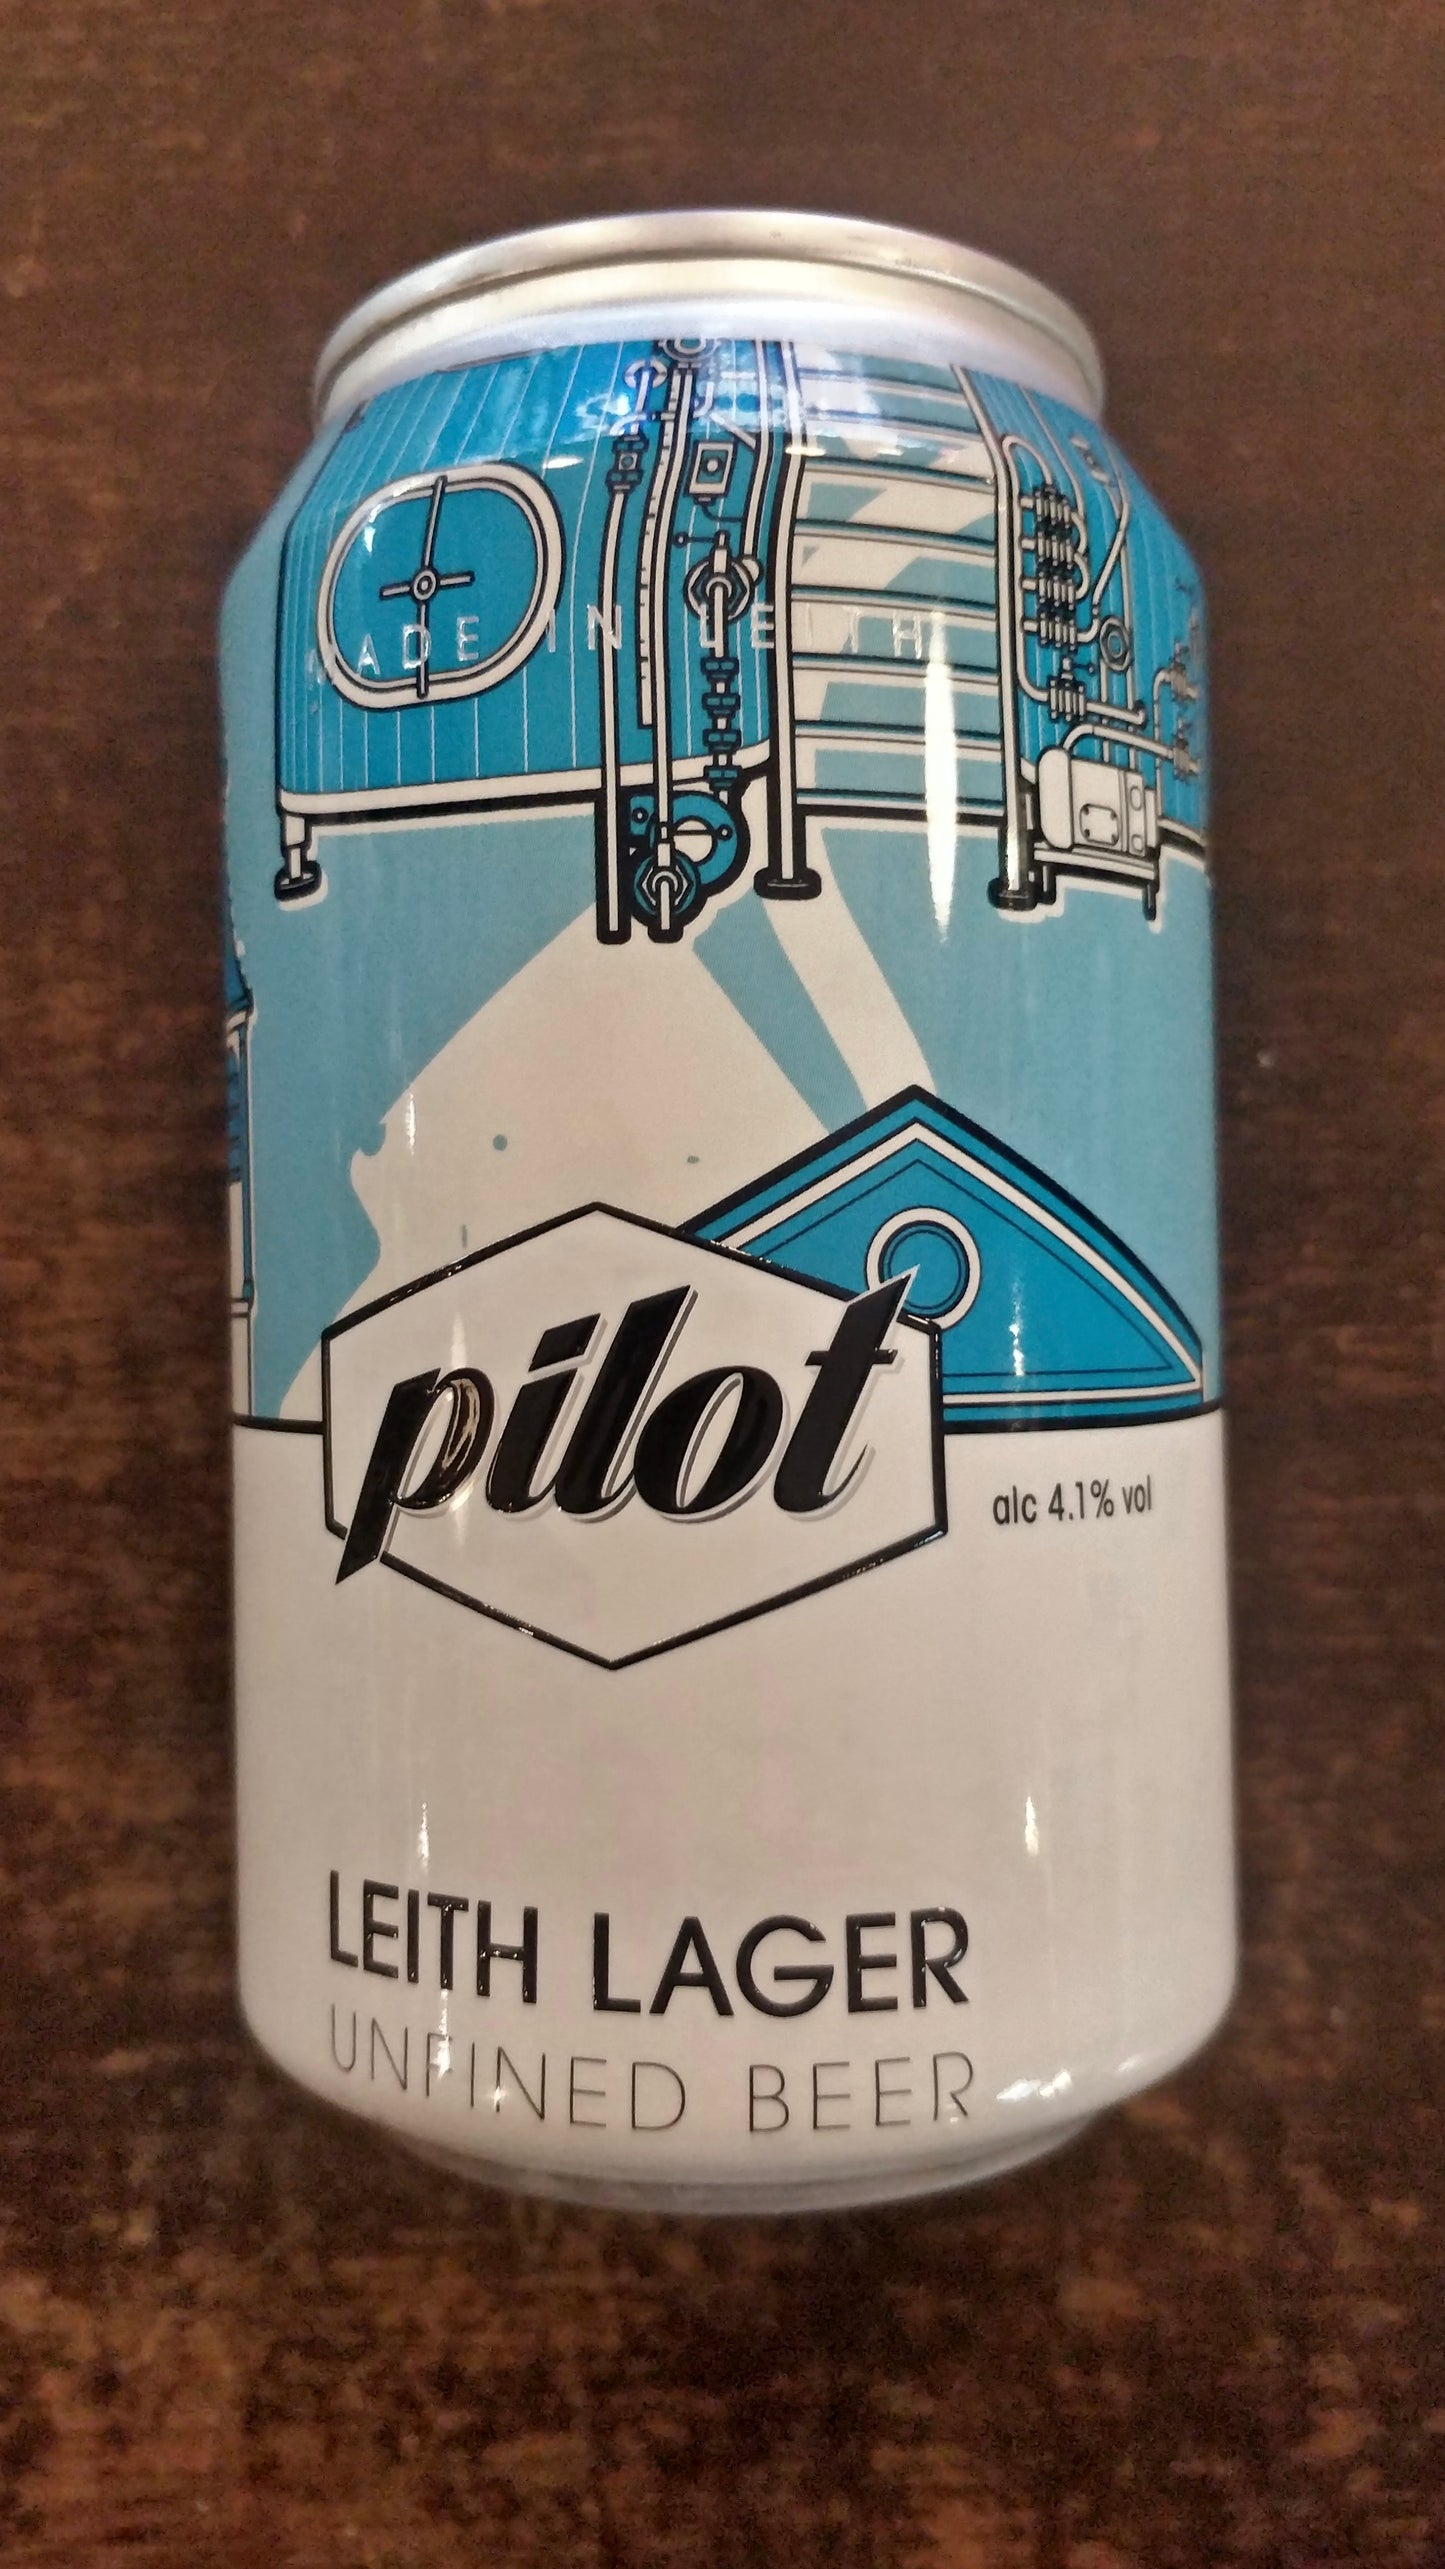 MADE IN LEITH
pilot
alc 4.1% vol
LEITH LAGER
UNFINED BEER